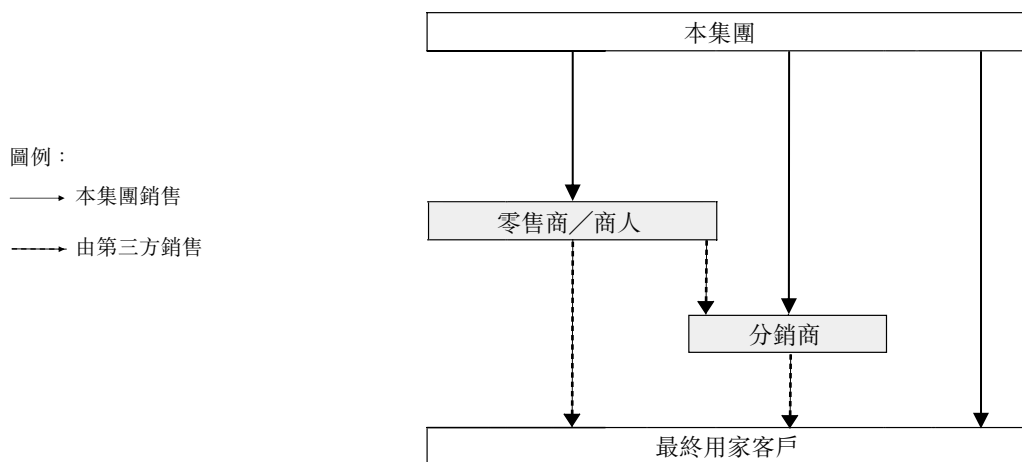 本集團
圖例：
本集團銷售
由第三方銷售
零售商／商人
分銷商
最終用家客戶